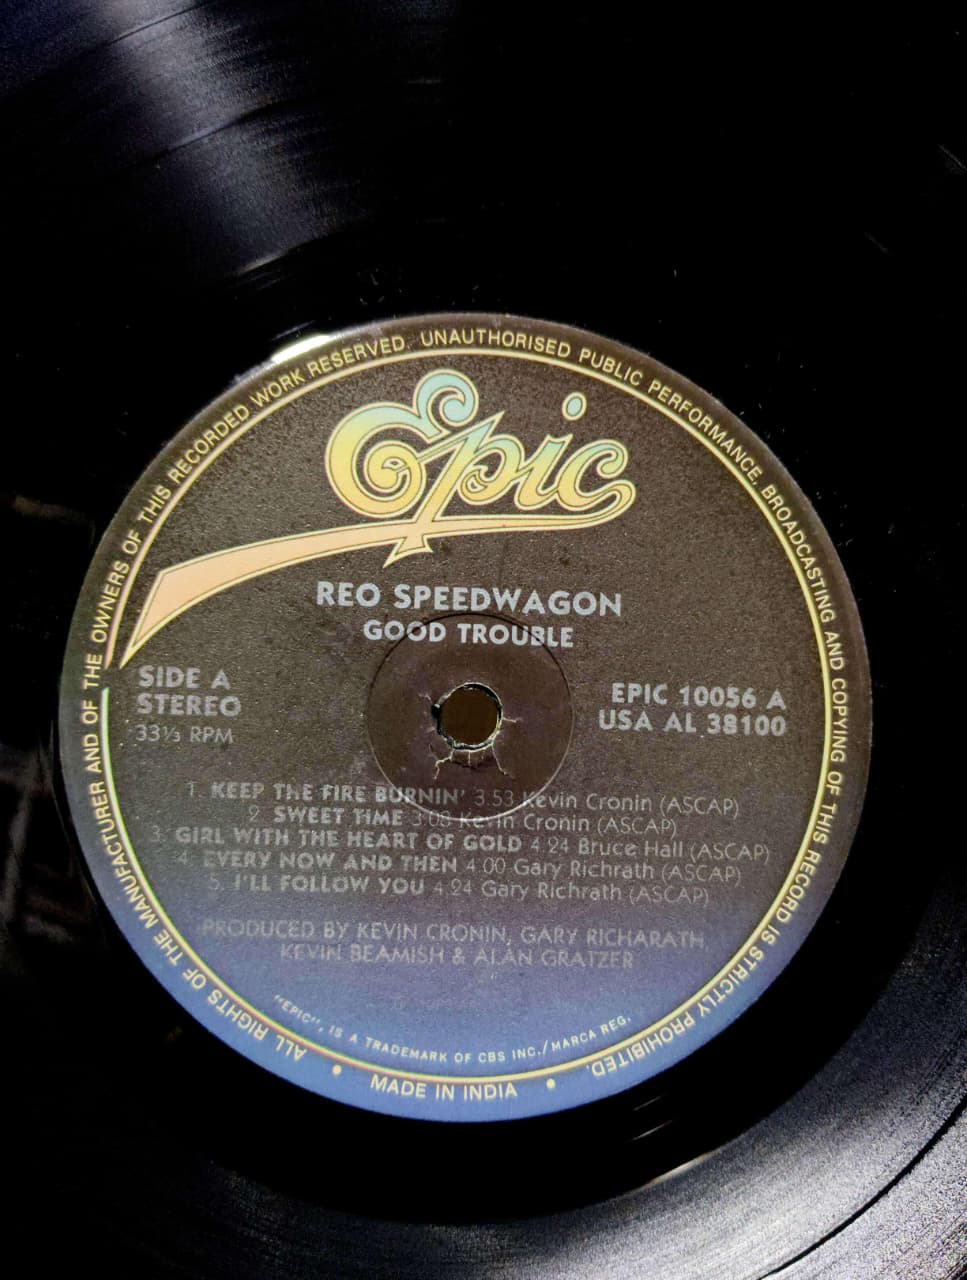 ALL RIGHTS OF THE MANUFACTURER AND OF THE OWNERS OF THIS RECORDED WORK RESERVED. UNAUTHORISED PUBLIC PERFORMANCE, BROADCASTING AND COPYING OF THIS RECORD IS STRICTLY PROHIBITED.
Epic
REO SPEEDWAGON
GOOD TROUBLE
SIDE A
STEREO
33⅓ RPM
EPIC 10056 A
USA AL 38100
1. KEEP THE FIRE BURNIN' 3.53 Kevin Cronin (ASCAP)
2. SWEET TIME 3.08 Kevin Cronin (ASCAP)
3. GIRL WITH THE HEART OF GOLD 4 24 Bruce Hall (ASCAP)
4. EVERY NOW AND THEN 4.00 Gary Richrath (ASCAP)
5. I'LL FOLLOW YOU 4 24 Gary Richrath (ASCAP)
PRODUCED BY KEVIN CRONIN, GARY RICHARATH,
KEVIN BEAMISH & ALAN GRATZER
"EPIC", IS A TRADEMARK OF CBS INC./MARCA REG.
• MADE IN INDIA •